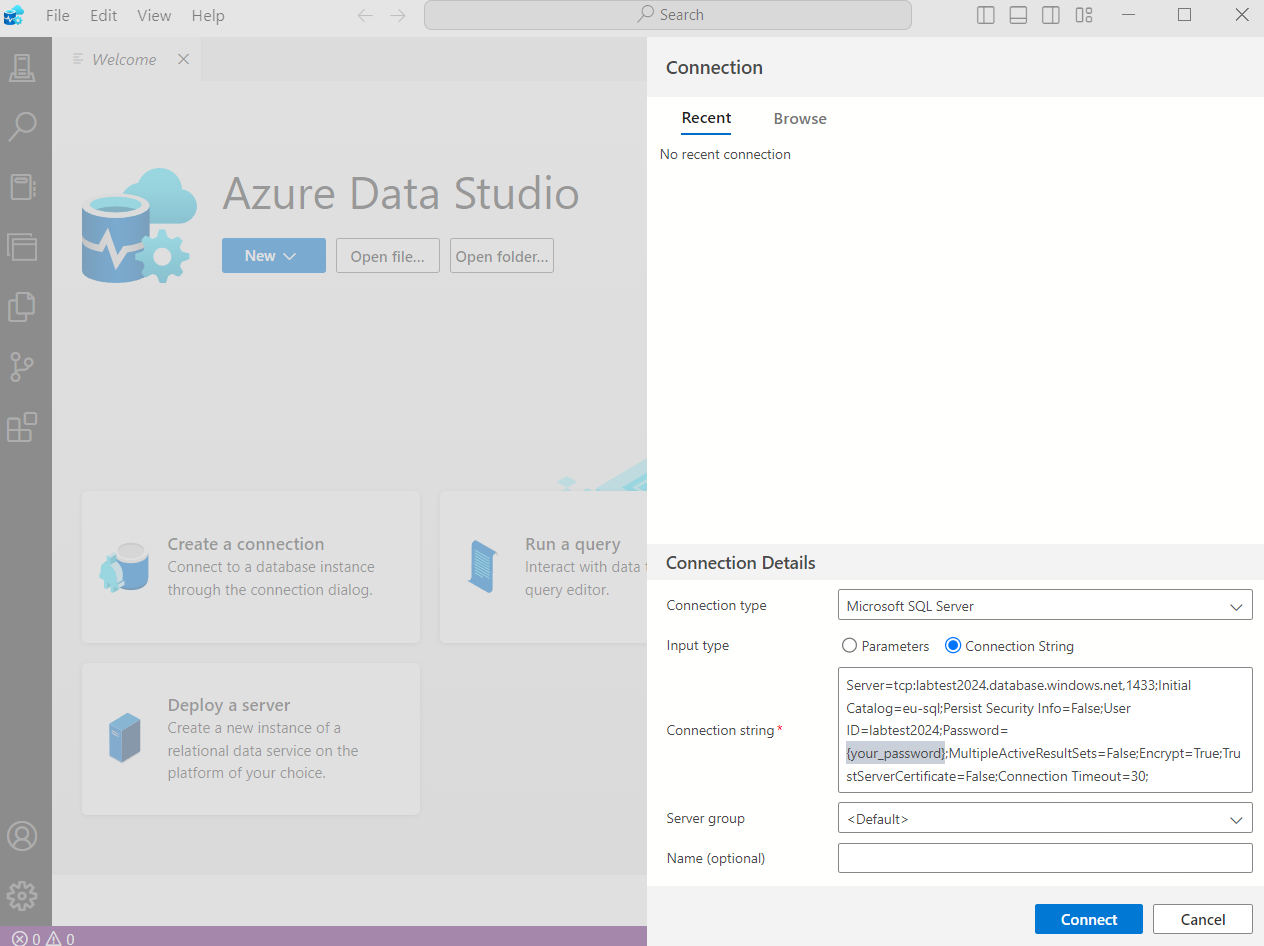 File Edit View Help Search
Welcome
Azure Data Studio
New Open file... Open folder...
Create a connection
Connect to a database instance
through the connection dialog.
Run a query
Interact with data
query editor.
Deploy a server
Create a new instance of a
relational data service on the
platform of your choice.
0 0
Connection
Recent Browse
No recent connection
Connection Details
Connection type Microsoft SQL Server
Input type Parameters Connection String
Connection string*
Server=tcp:labtest2024.database.windows.net,1433;Initial
Catalog=eu-sql;Persist Security Info=False;User
ID=labtest2024;Password=
{your_password};MultipleActiveResultSets=False;Encrypt=True;Tru
stServerCertificate=False;Connection Timeout=30;
Server group <Default>
Name (optional)
Connect Cancel